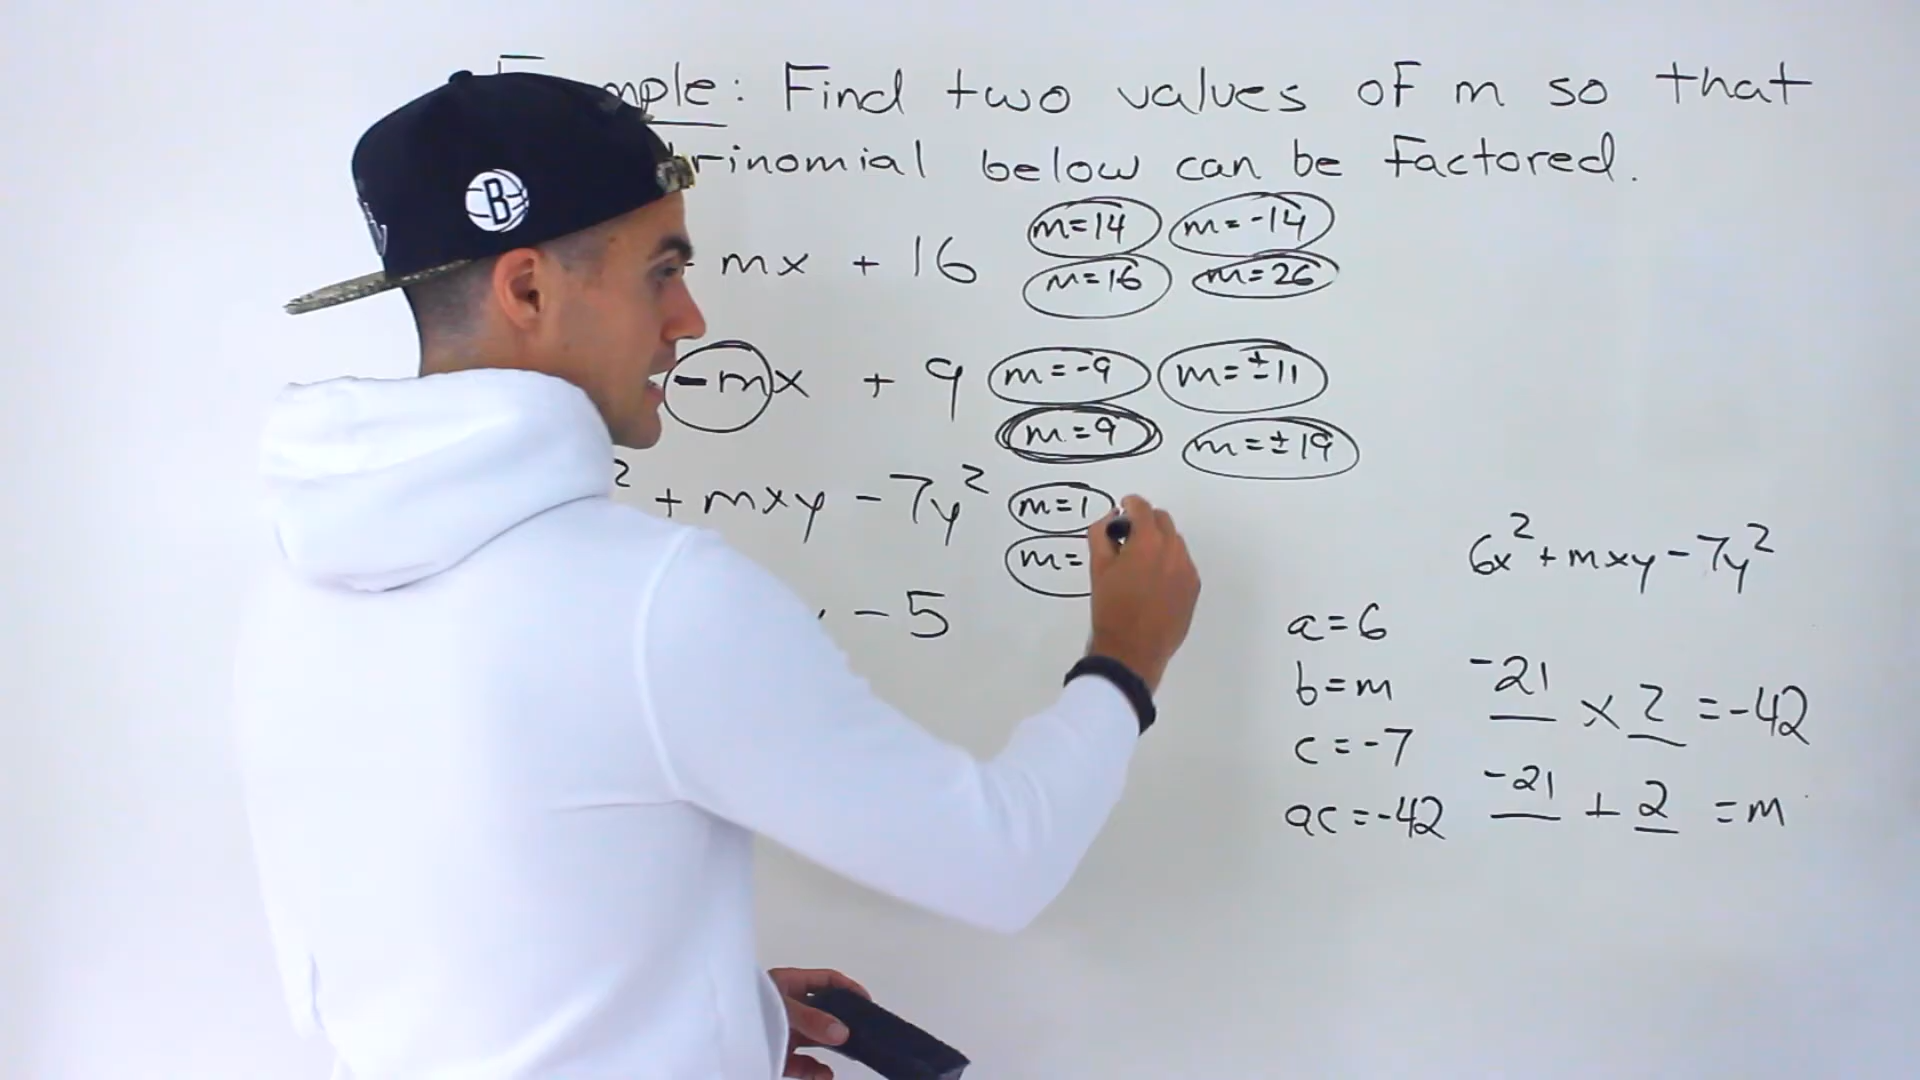 mple: Find two values of m so that
trinomial below can be factored.
mx + 16 m=14 m=-14
m=16 m=26
-mx + 9 m=-9 m=±11
m=9 m=±19
2 + mxy - 7y² m=1
m=
- 5
6x² + mxy - 7y²
a=6
b=m -21 × 2 = -42
c=-7
ac=-42 -21 + 2 = m
B